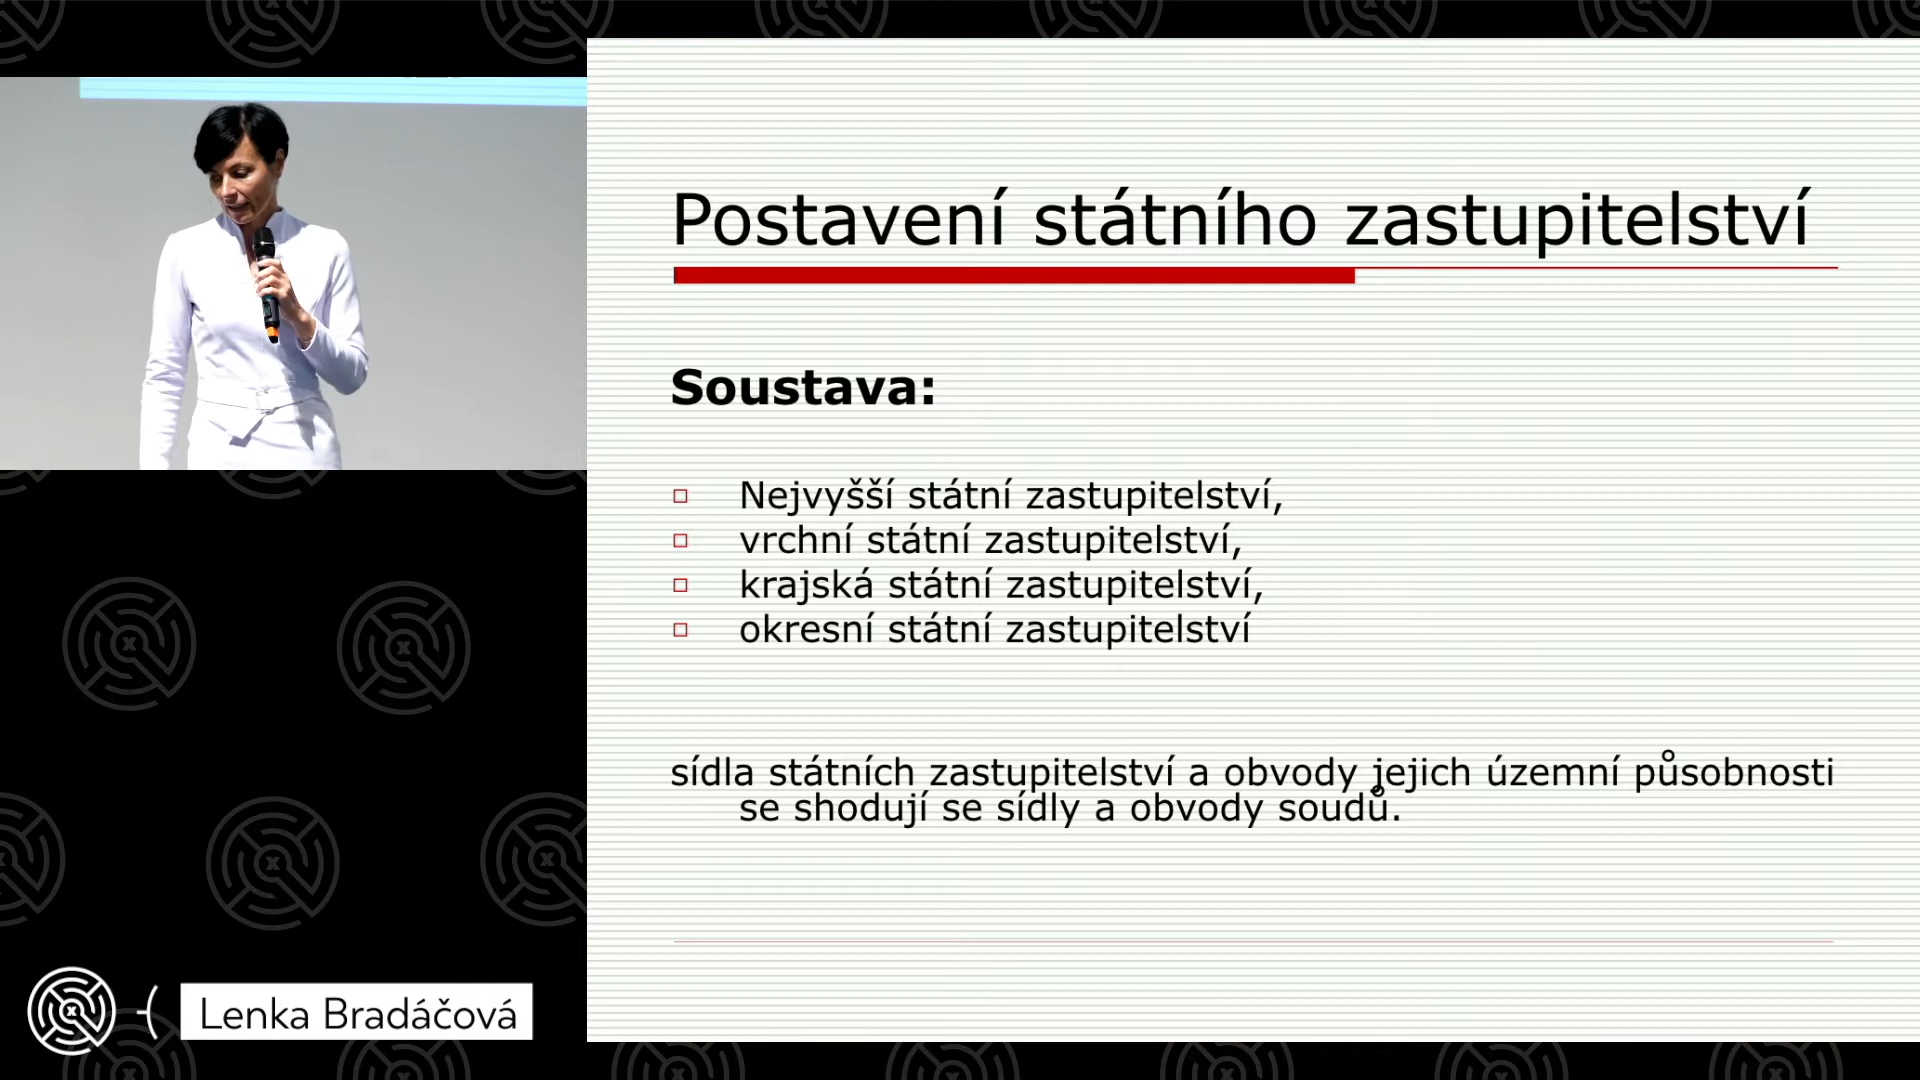 Postavení státního zastupitelství
Soustava:
Nejvyšší státní zastupitelství,
vrchní státní zastupitelství,
krajská státní zastupitelství,
okresní státní zastupitelství
sídla státních zastupitelství a obvody jejich územní působnosti
se shodují se sídly a obvody soudů.
Lenka Bradáčová